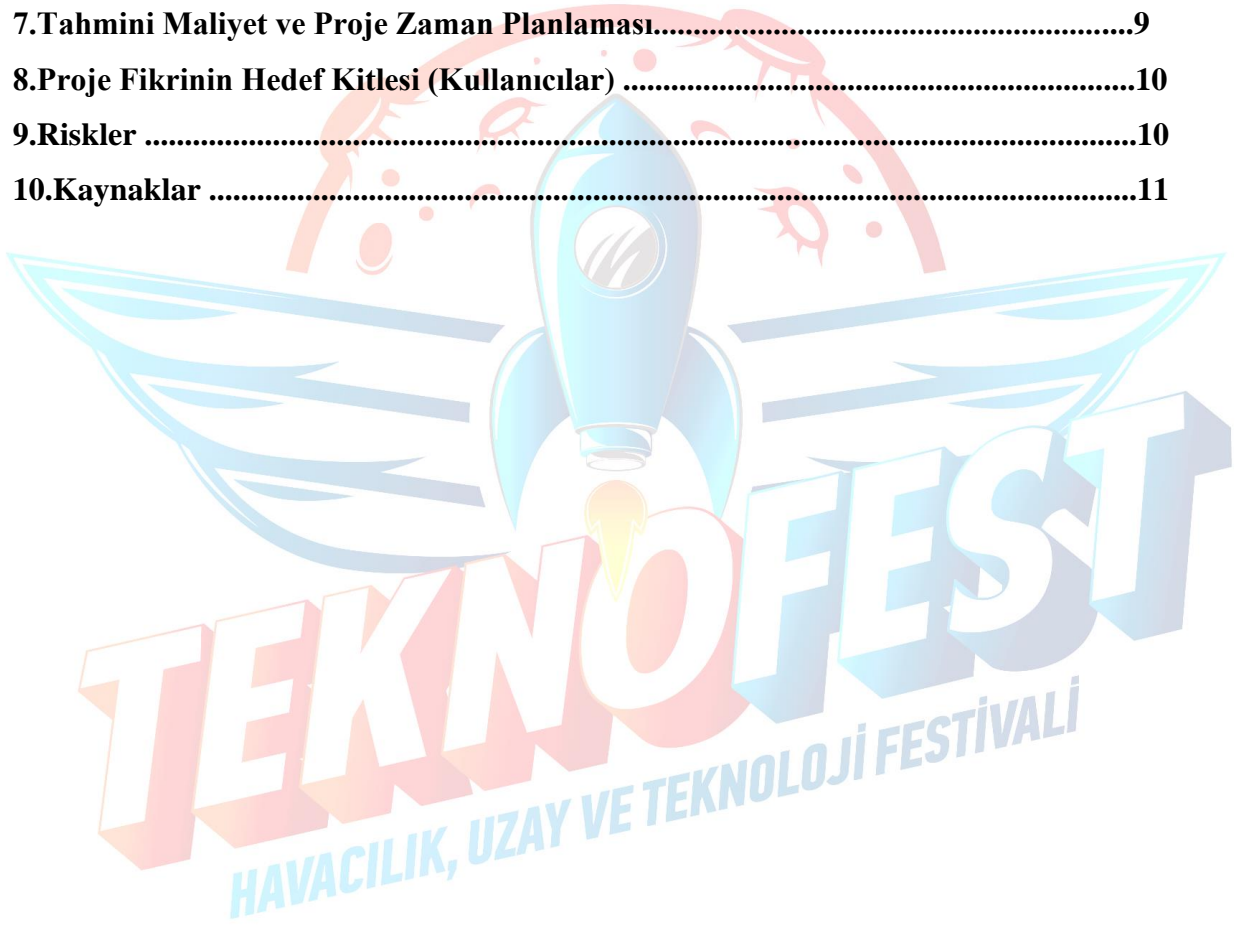 7.Tahmini Maliyet ve Proje Zaman Planlaması.............................................................9
8.Proje Fikrinin Hedef Kitlesi (Kullanıcılar) .................................................................10
9.Riskler ..............................................................................................................................10
10.Kaynaklar ......................................................................................................................11
TEKNOFEST
HAVACILIK, UZAY VE TEKNOLOJİ FESTİVALİ